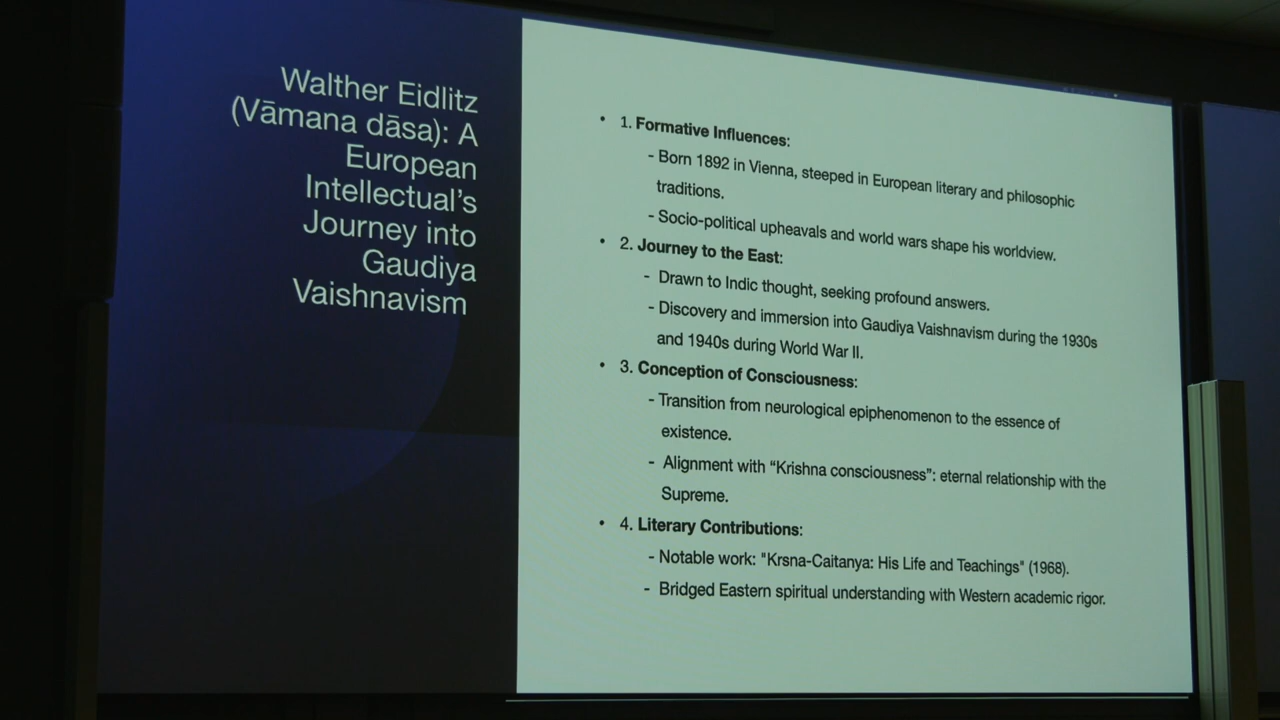 Walther Eidlitz
(Vāmana dāsa): A
European
Intellectual's
Journey into
Gaudiya
Vaishnavism
• 1. Formative Influences:
- Born 1892 in Vienna, steeped in European literary and philosophic
traditions.
- Socio-political upheavals and world wars shape his worldview.
• 2. Journey to the East:
- Drawn to Indic thought, seeking profound answers.
- Discovery and immersion into Gaudiya Vaishnavism during the 1930s
and 1940s during World War II.
• 3. Conception of Consciousness:
- Transition from neurological epiphenomenon to the essence of
existence.
- Alignment with “Krishna consciousness”: eternal relationship with the
Supreme.
• 4. Literary Contributions:
- Notable work: "Krsna-Caitanya: His Life and Teachings" (1968).
- Bridged Eastern spiritual understanding with Western academic rigor.